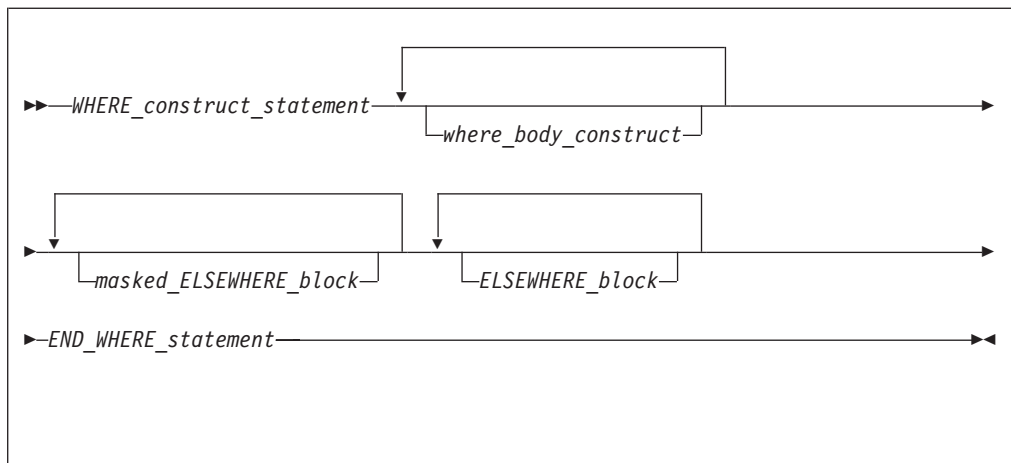 WHERE_construct_statement
where_body_construct
masked_ELSEWHERE_block
ELSEWHERE_block
END_WHERE_statement